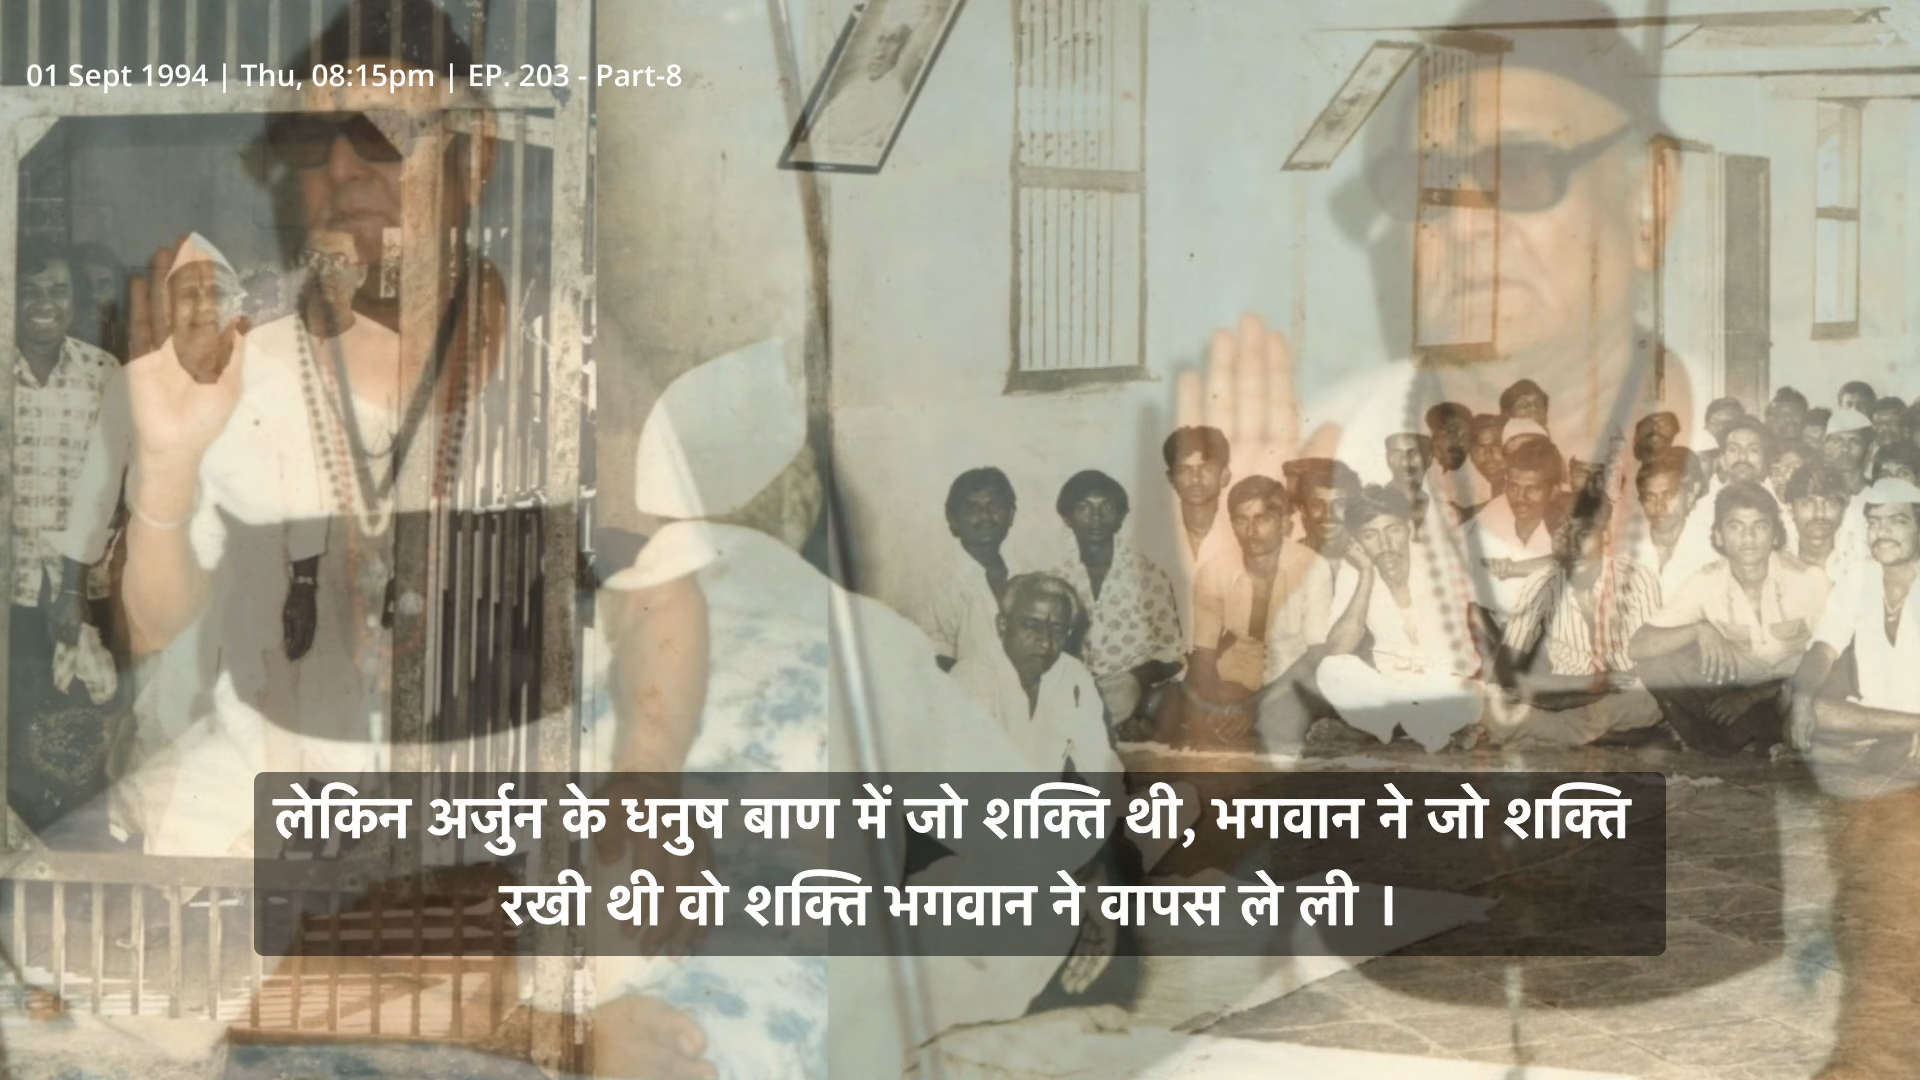 01 Sept 1994 | Thu, 08:15pm | EP. 203 - Part-8
लेकिन अर्जुन के धनुष बाण में जो शक्ति थी, भगवान ने जो शक्ति
रखी थी वो शक्ति भगवान ने वापस ले ली ।